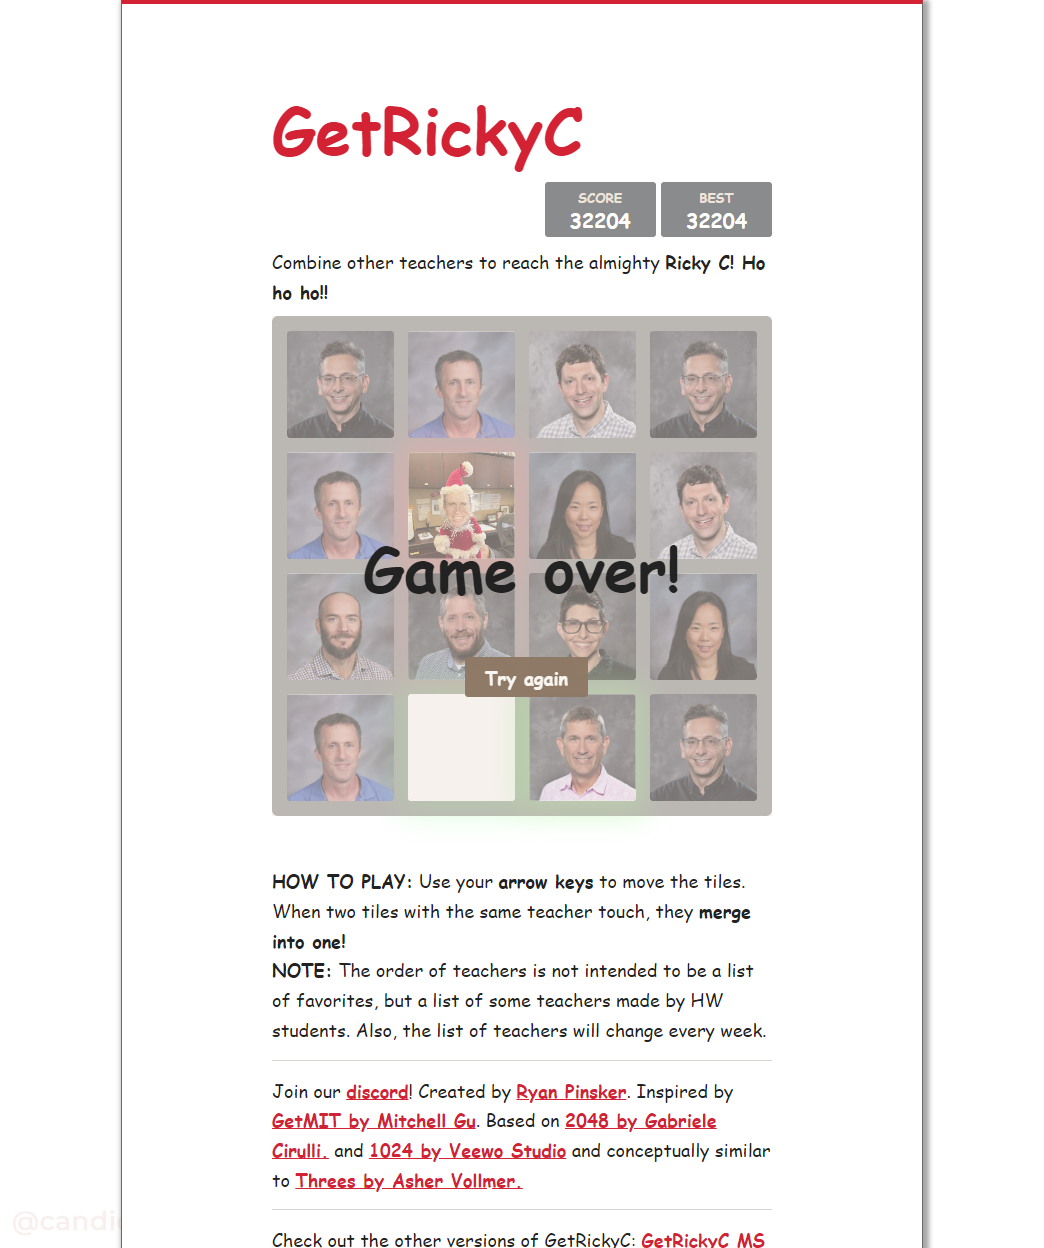 GetRickyC
SCORE
32204
BEST
32204
Combine other teachers to reach the almighty Ricky C! Ho
ho ho!!
Game over!
Try again
HOW TO PLAY: Use your arrow keys to move the tiles.
When two tiles with the same teacher touch, they merge
into one!
NOTE: The order of teachers is not intended to be a list
of favorites, but a list of some teachers made by HW
students. Also, the list of teachers will change every week.
Join our discord! Created by Ryan Pinsker. Inspired by
GetMIT by Mitchell Gu. Based on 2048 by Gabriele
Cirulli. and 1024 by Veewo Studio and conceptually similar
to Threes by Asher Vollmer.
Check out the other versions of GetRickyC: GetRickyC MS